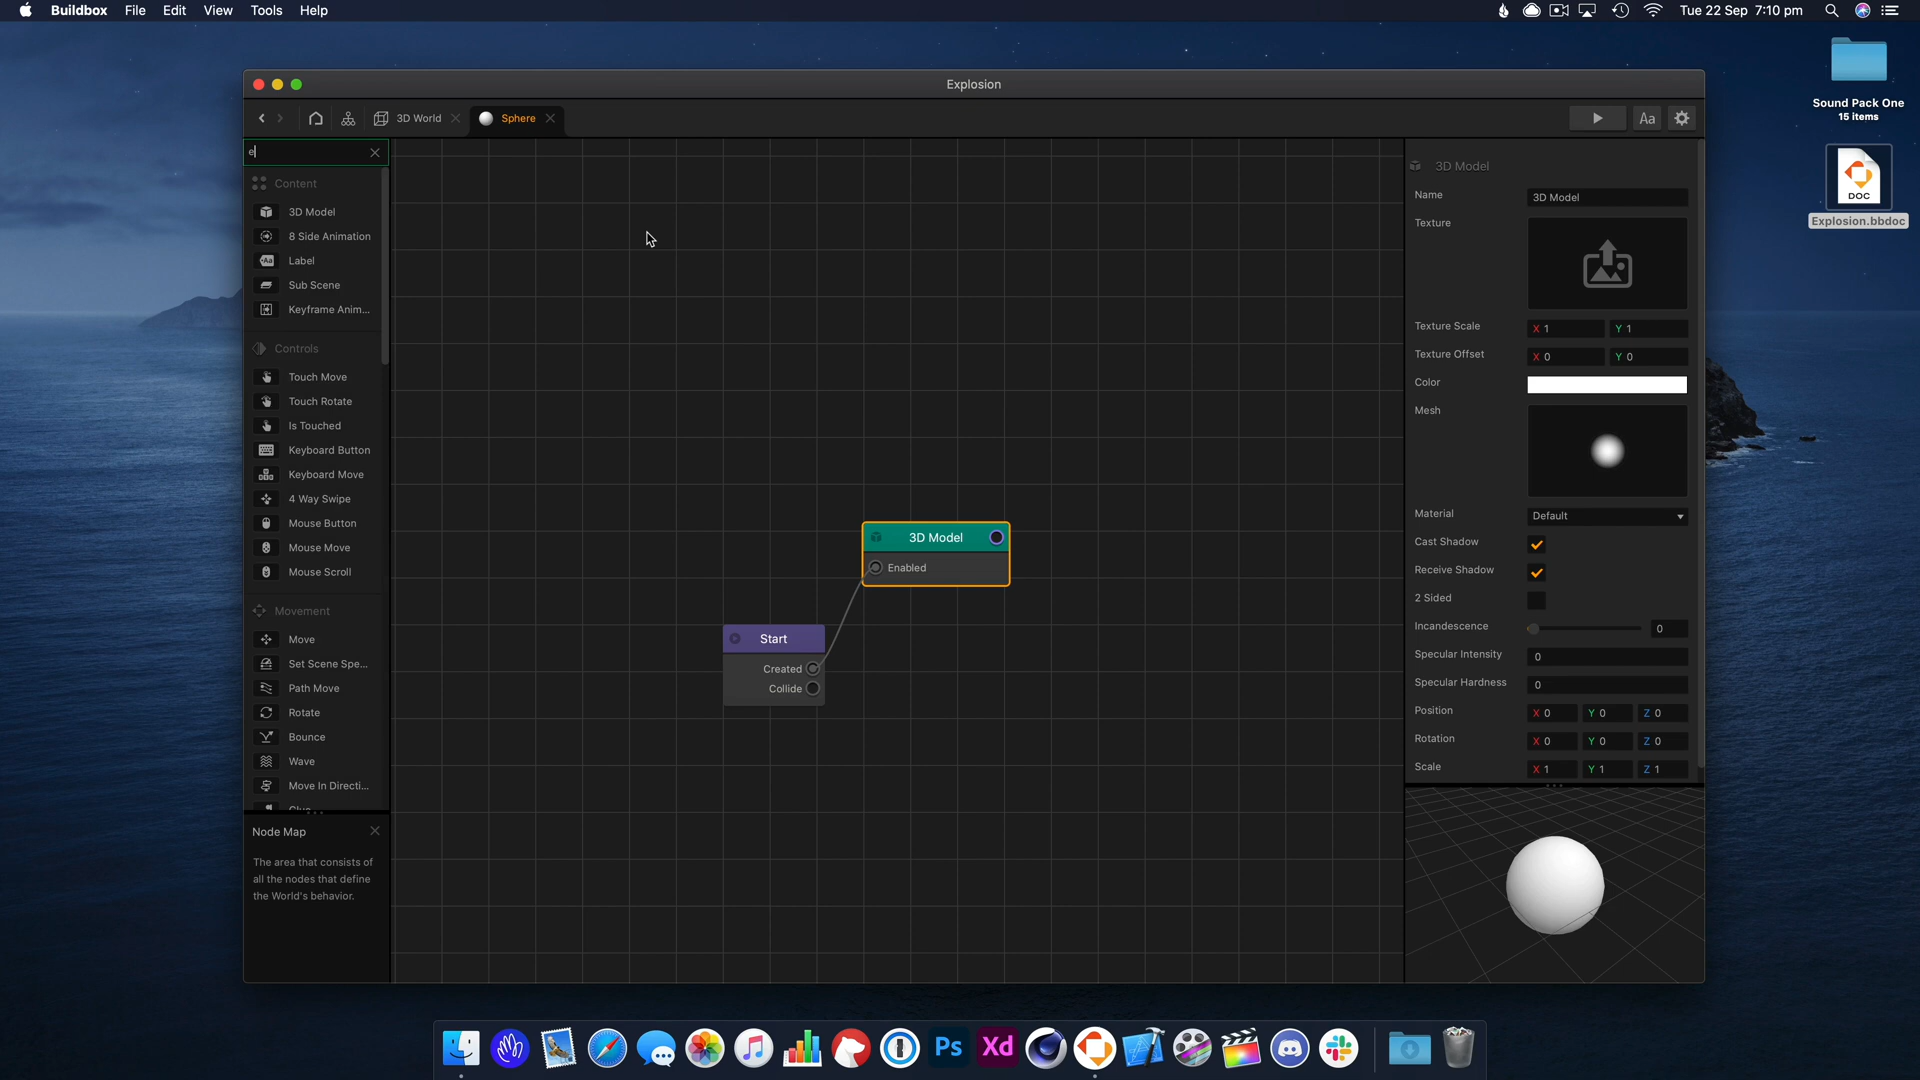 Buildbox File Edit View Tools Help
Tue 22 Sep 7:10 pm
Sound Pack One
15 items
DOC
Explosion.bbdoc
Explosion
3D World
Sphere
Aa
e
Content
3D Model
8 Side Animation
Aa Label
Sub Scene
Keyframe Anim...
Controls
Touch Move
Touch Rotate
Is Touched
Keyboard Button
Keyboard Move
4 Way Swipe
Mouse Button
Mouse Move
Mouse Scroll
Movement
Move
Set Scene Spe...
Path Move
Rotate
Bounce
Wave
Move In Directi...
Node Map
The area that consists of
all the nodes that define
the World's behavior.
3D Model
Enabled
Start
Created
Collide
3D Model
Name 3D Model
Texture
Texture Scale X 1 Y 1
Texture Offset X 0 Y 0
Color
Mesh
Material Default
Cast Shadow
Receive Shadow
2 Sided
Incandescence 0
Specular Intensity 0
Specular Hardness 0
Position X 0 Y 0 Z 0
Rotation X 0 Y 0 Z 0
Scale X 1 Y 1 Z 1
Ps
Xd